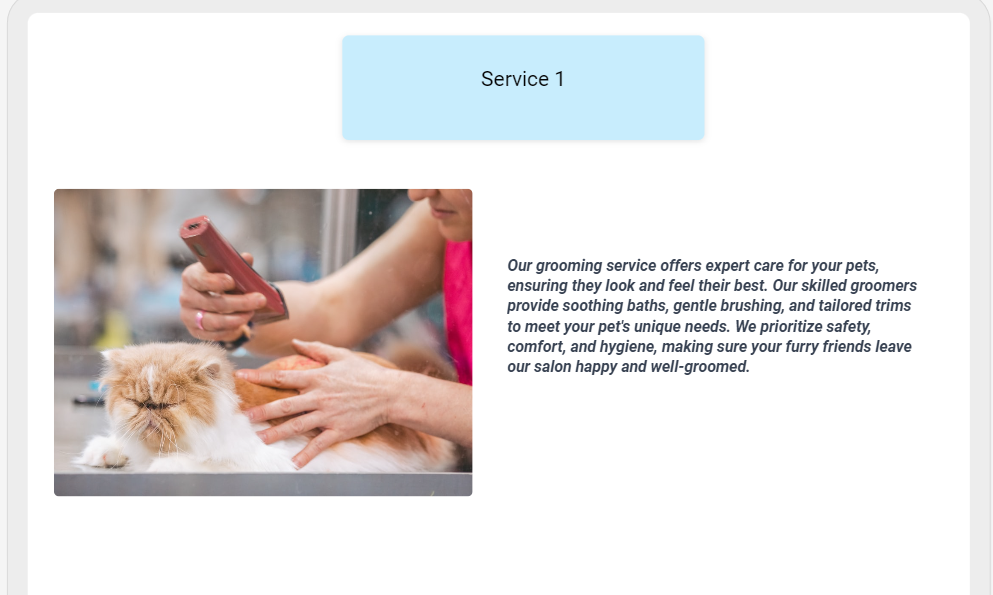 Service 1
Our grooming service offers expert care for your pets,
ensuring they look and feel their best. Our skilled groomers
provide soothing baths, gentle brushing, and tailored trims
to meet your pet's unique needs. We prioritize safety,
comfort, and hygiene, making sure your furry friends leave
our salon happy and well-groomed.